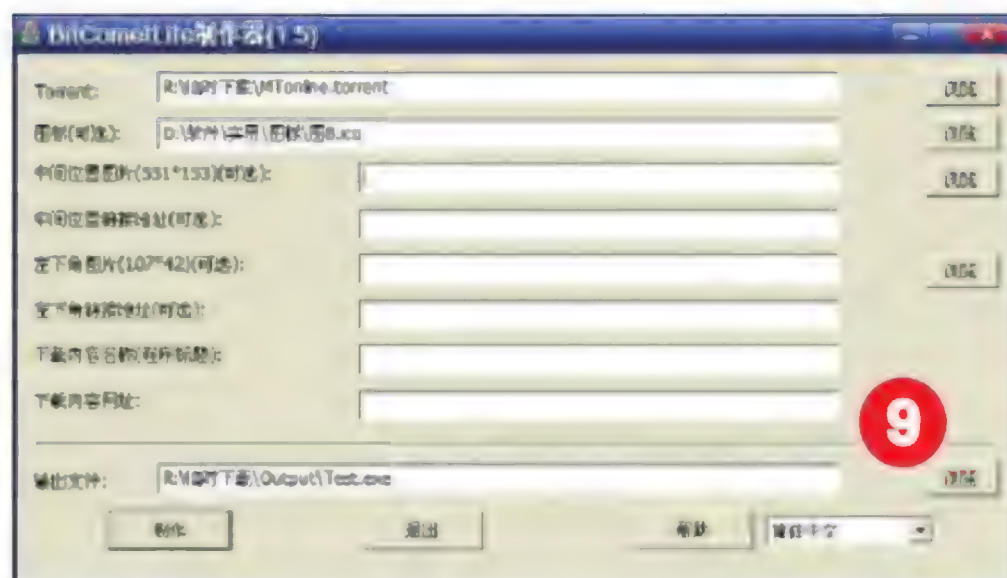 BitCometLite制作器(1.5)
Torrent: R:\临时下载\MTonline.torrent 浏览
图标(可选): D:\软件\实用\图标\图8.ico 浏览
中间位置图片(331*153)(可选): 浏览
中间位置链接地址(可选):
左下角图片(107*42)(可选): 浏览
左下角链接地址(可选):
下载内容名称(程序标题):
下载内容网址:
9
输出文件: R:\临时下载\Output\Test.exe 浏览
制作 退出 帮助 简体中文